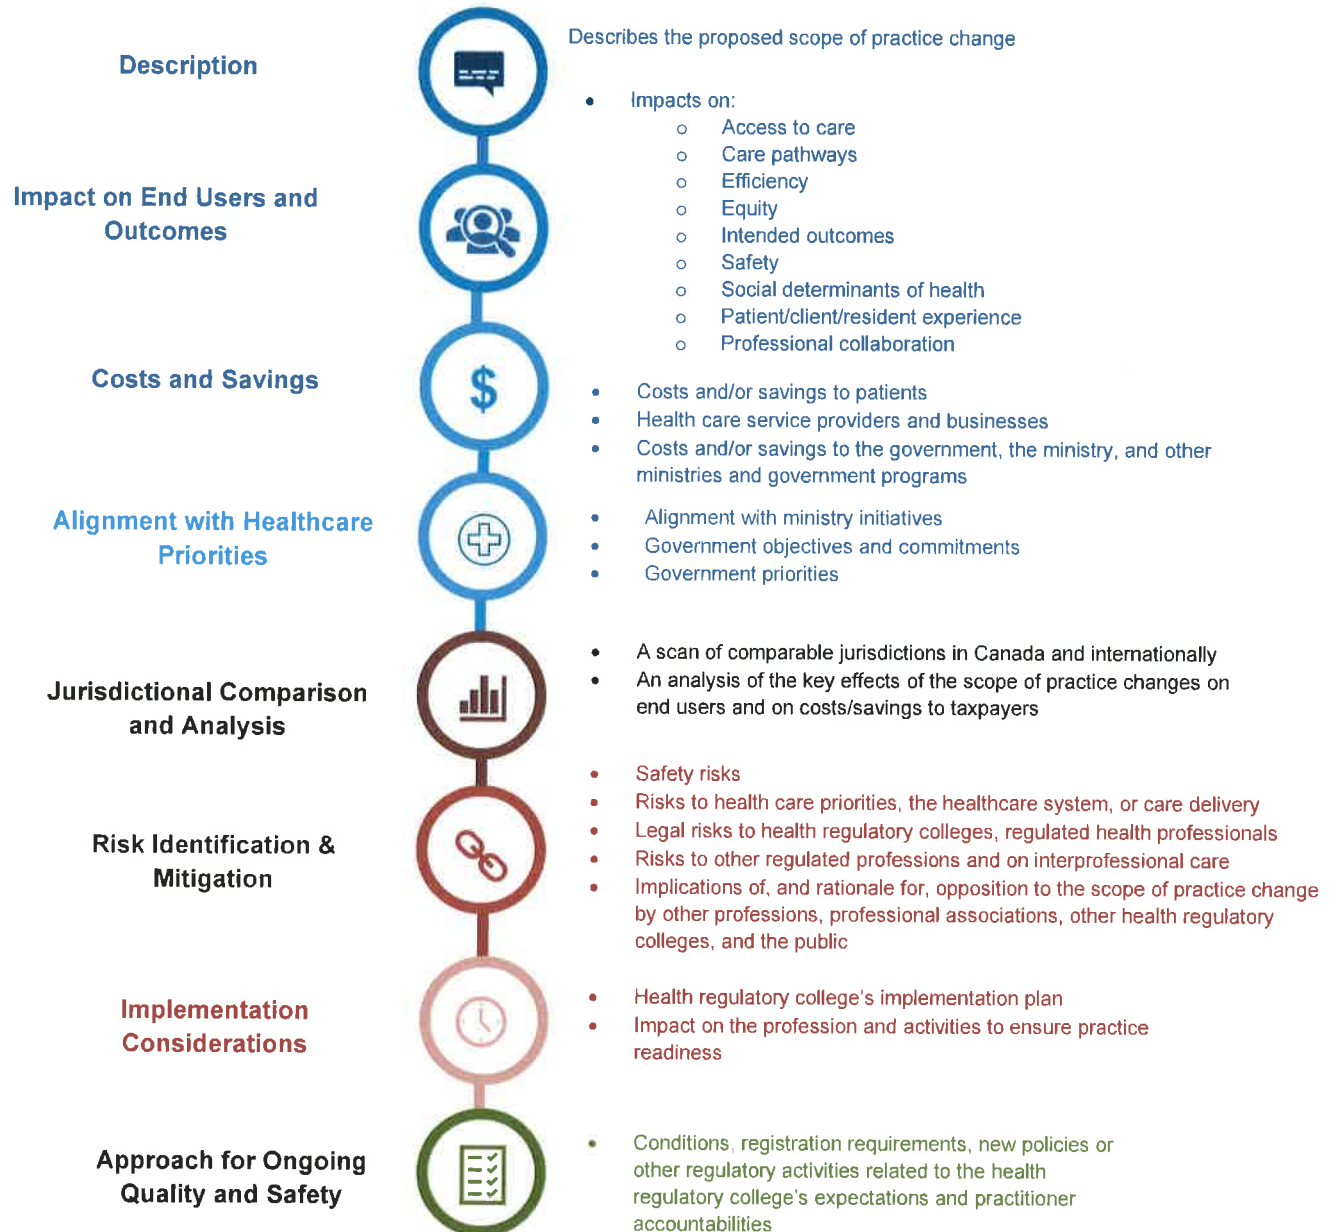 Description
Describes the proposed scope of practice change
Impact on End Users and
Outcomes
• Impacts on:
o Access to care
o Care pathways
o Efficiency
o Equity
o Intended outcomes
o Safety
o Social determinants of health
o Patient/client/resident experience
o Professional collaboration
Costs and Savings
$
• Costs and/or savings to patients
• Health care service providers and businesses
• Costs and/or savings to the government, the ministry, and other
ministries and government programs
Alignment with Healthcare
Priorities
• Alignment with ministry initiatives
• Government objectives and commitments
• Government priorities
Jurisdictional Comparison
and Analysis
• A scan of comparable jurisdictions in Canada and internationally
• An analysis of the key effects of the scope of practice changes on
end users and on costs/savings to taxpayers
Risk Identification &
Mitigation
• Safety risks
• Risks to health care priorities, the healthcare system, or care delivery
• Legal risks to health regulatory colleges, regulated health professionals
• Risks to other regulated professions and on interprofessional care
• Implications of, and rationale for, opposition to the scope of practice change
by other professions, professional associations, other health regulatory
colleges, and the public
Implementation
Considerations
• Health regulatory college's implementation plan
• Impact on the profession and activities to ensure practice
readiness
Approach for Ongoing
Quality and Safety
• Conditions, registration requirements, new policies or
other regulatory activities related to the health
regulatory college's expectations and practitioner
accountabilities